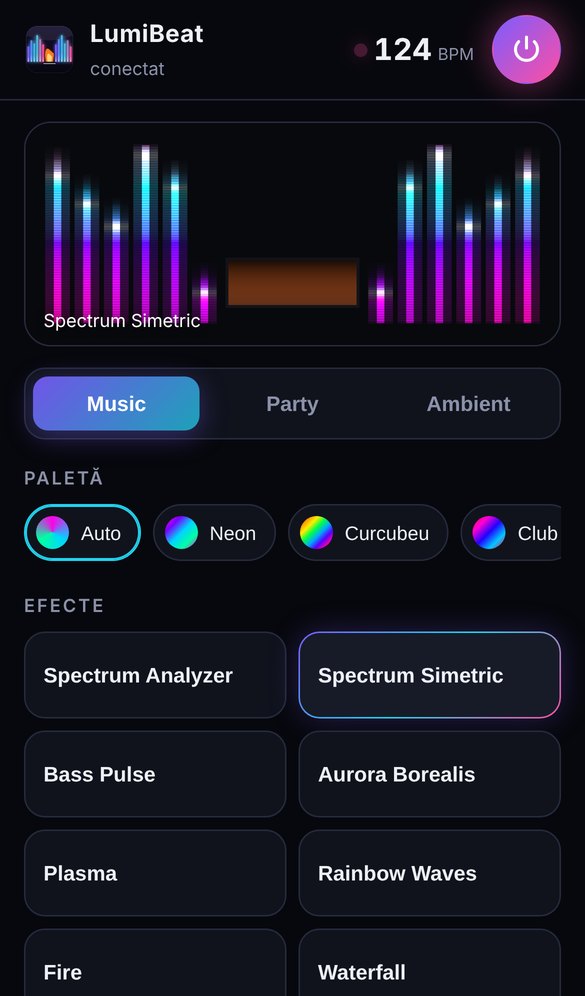 LumiBeat
conectat
124 BPM
Spectrum Simetric
Music
Party
Ambient
PALETĂ
Auto
Neon
Curcubeu
Club
EFECTE
Spectrum Analyzer
Spectrum Simetric
Bass Pulse
Aurora Borealis
Plasma
Rainbow Waves
Fire
Waterfall